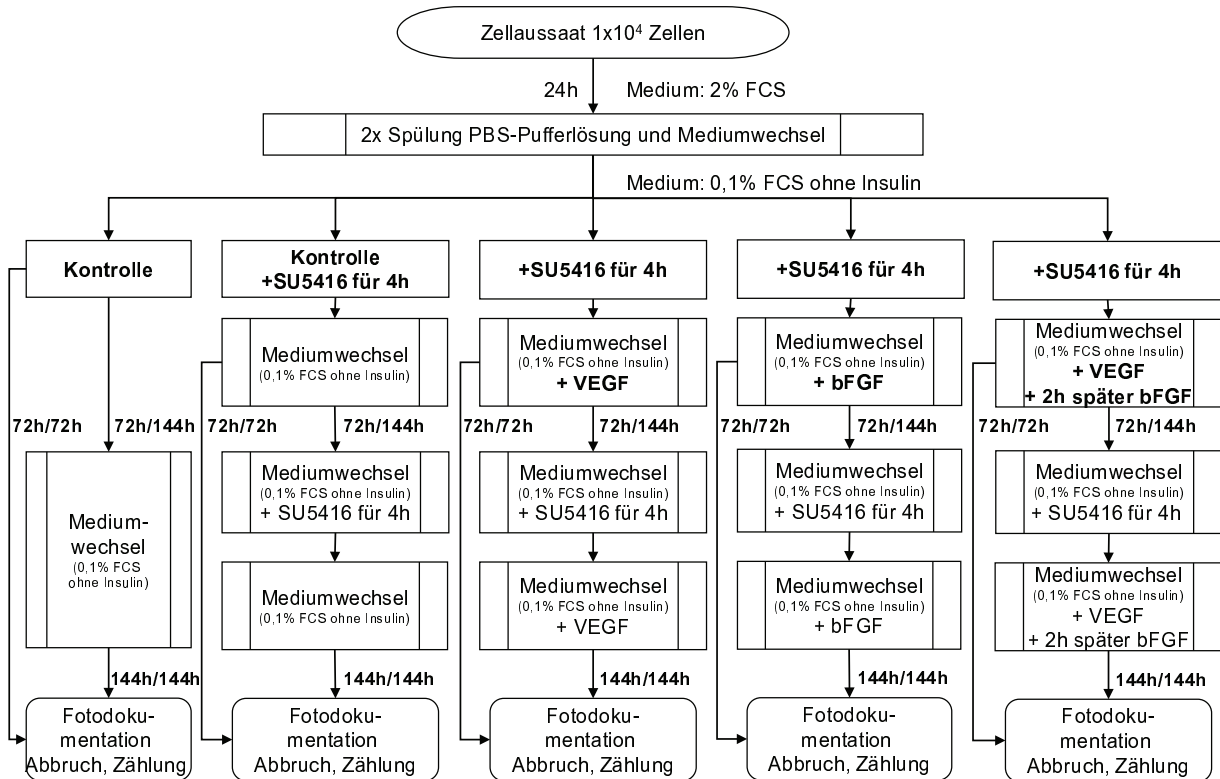 Zellaussaat 1x10⁴ Zellen
24h
Medium: 2% FCS
2x Spülung PBS-Pufferlösung und Mediumwechsel
Medium: 0,1% FCS ohne Insulin
Kontrolle
Kontrolle
+SU5416 für 4h
+SU5416 für 4h
+SU5416 für 4h
+SU5416 für 4h
Mediumwechsel
(0,1% FCS ohne Insulin)
Mediumwechsel
(0,1% FCS ohne Insulin)
+ VEGF
Mediumwechsel
(0,1% FCS ohne Insulin)
+ bFGF
Mediumwechsel
(0,1% FCS ohne Insulin)
+ VEGF
+ 2h später bFGF
72h/72h
72h/144h
72h/72h
72h/144h
72h/72h
72h/144h
72h/72h
72h/144h
72h/72h
72h/144h
Medium-
wechsel
(0,1% FCS
ohne Insulin)
Mediumwechsel
(0,1% FCS ohne Insulin)
+ SU5416 für 4h
Mediumwechsel
(0,1% FCS ohne Insulin)
+ SU5416 für 4h
Mediumwechsel
(0,1% FCS ohne Insulin)
+ SU5416 für 4h
Mediumwechsel
(0,1% FCS ohne Insulin)
+ SU5416 für 4h
Mediumwechsel
(0,1% FCS ohne Insulin)
Mediumwechsel
(0,1% FCS ohne Insulin)
+ VEGF
Mediumwechsel
(0,1% FCS ohne Insulin)
+ bFGF
Mediumwechsel
(0,1% FCS ohne Insulin)
+ VEGF
+ 2h später bFGF
144h/144h
144h/144h
144h/144h
144h/144h
144h/144h
Fotodoku-
mentation
Abbruch, Zählung
Fotodoku-
mentation
Abbruch, Zählung
Fotodoku-
mentation
Abbruch, Zählung
Fotodoku-
mentation
Abbruch, Zählung
Fotodoku-
mentation
Abbruch, Zählung